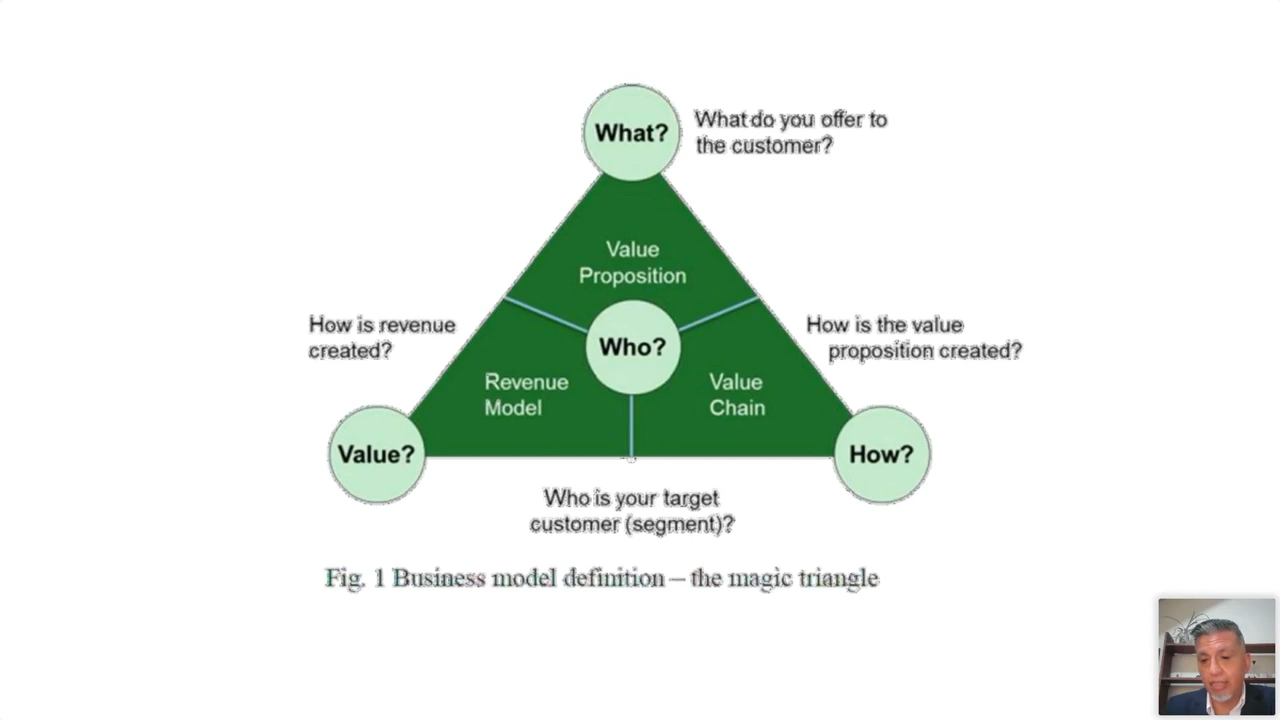 What?
What do you offer to
the customer?
Value
Proposition
How is revenue
created?
Who?
How is the value
proposition created?
Revenue
Model
Value
Chain
Value?
How?
Who is your target
customer (segment)?
Fig. 1 Business model definition – the magic triangle